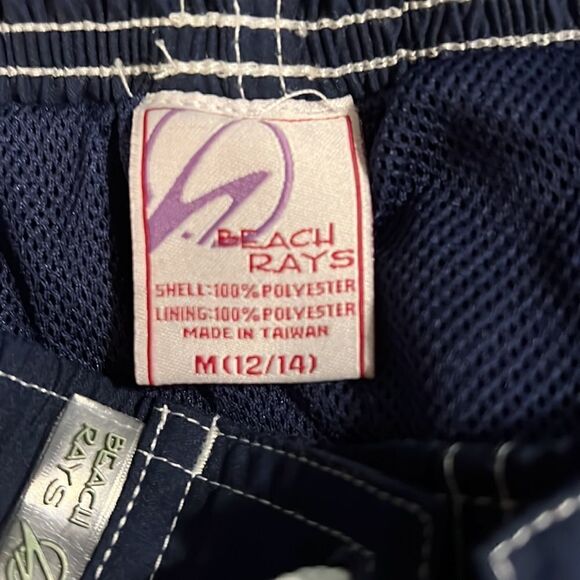 BEACH
RAYS
SHELL:100% POLYESTER
LINING:100% POLYESTER
MADE IN TAIWAN
M(12/14)
BEACH
RAYS